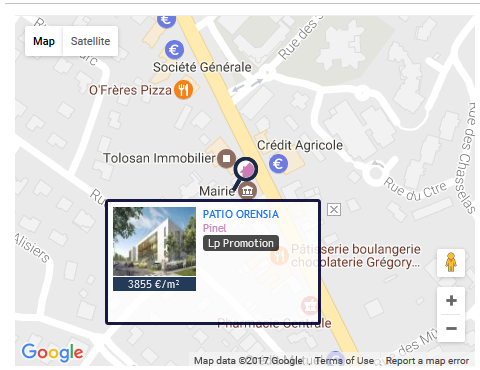 Map
Satellite
Rue des
Société Générale
O'Frères Pizza
Tolosan Immobilier
Crédit Agricole
Rue des Chasselas
Mairie
Rue du Ctre
Alisiers
PATIO ORENSIA
Pinel
Lp Promotion
3855 €/m²
Pâtisserie boulangerie
chocolaterie Grégory...
Pharmacie Centrale
Google
Map data ©2017 Google
Terms of Use
Report a map error